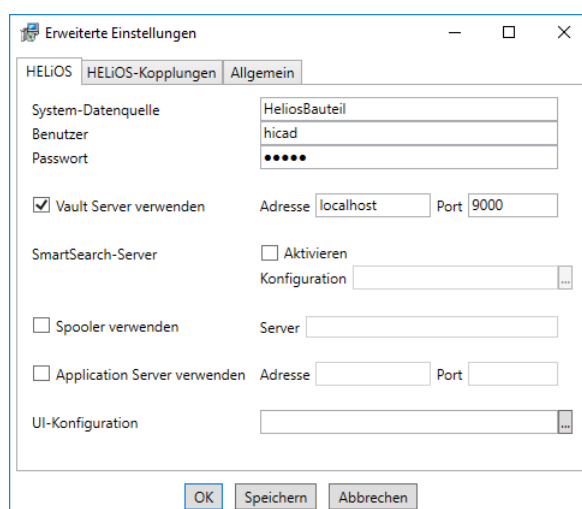 Erweiterte Einstellungen
HELiOS HELiOS-Kopplungen Allgemein
System-Datenquelle HeliosBauteil
Benutzer hicad
Passwort ●●●●●
Vault Server verwenden Adresse localhost Port 9000
SmartSearch-Server Aktivieren
Konfiguration ...
Spooler verwenden Server
Application Server verwenden Adresse Port
UI-Konfiguration ...
OK Speichern Abbrechen